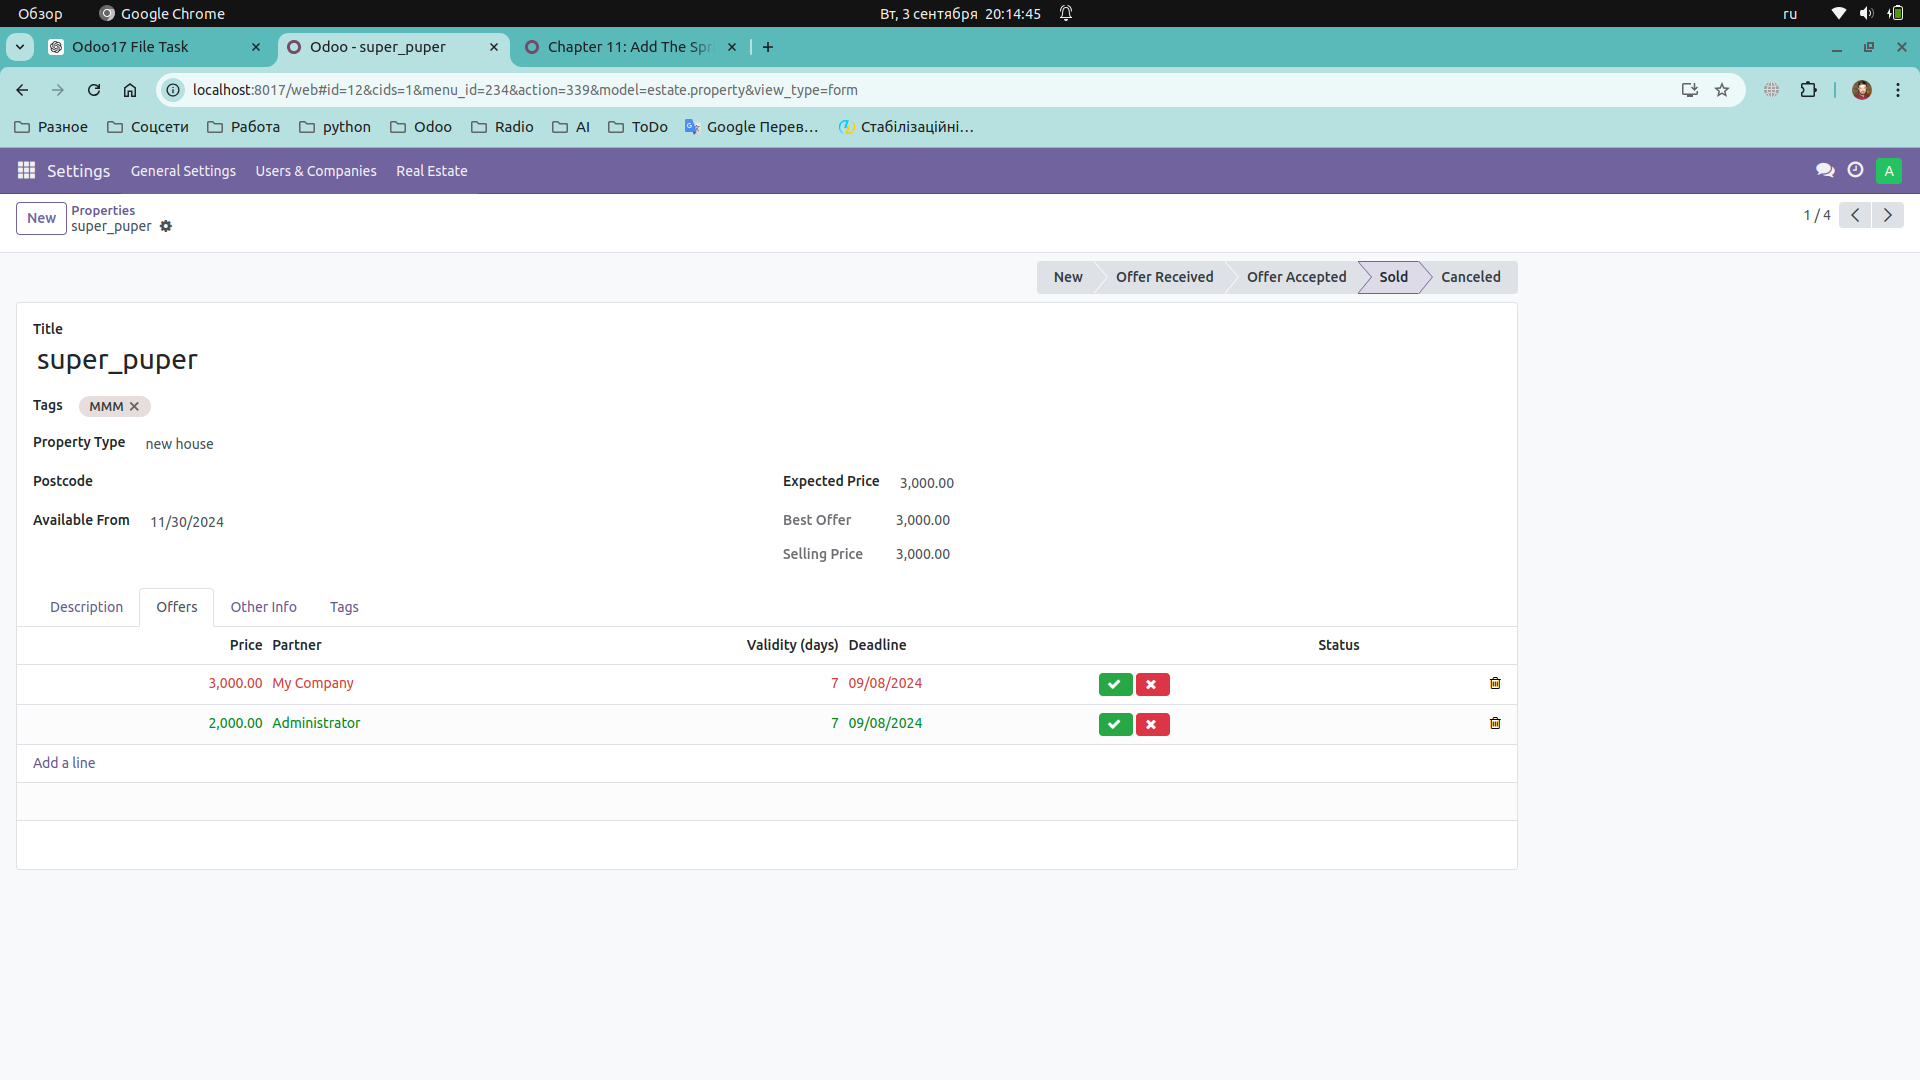 Обзор Google Chrome Вт, 3 сентября 20:14:45 ru
Odoo17 File Task Odoo - super_puper Chapter 11: Add The Spr
localhost:8017/web#id=12&cids=1&menu_id=234&action=339&model=estate.property&view_type=form
Разное Соцсети Работа python Odoo Radio AI ToDo Google Перев… Стабілізаційні…
Settings General Settings Users & Companies Real Estate A
New Properties
super_puper 1 / 4
New Offer Received Offer Accepted Sold Canceled
Title
super_puper
Tags MMM
Property Type new house
Postcode Expected Price 3,000.00
Available From 11/30/2024 Best Offer 3,000.00
Selling Price 3,000.00
Description Offers Other Info Tags
Price Partner Validity (days) Deadline Status
3,000.00 My Company 7 09/08/2024
2,000.00 Administrator 7 09/08/2024
Add a line